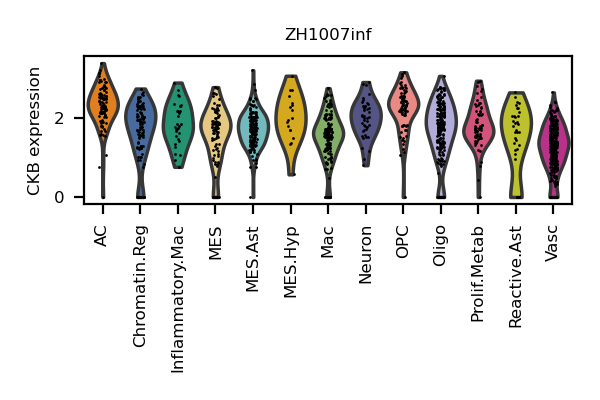 ZH1007inf
CKB expression
2
0
AC
Chromatin.Reg
Inflammatory.Mac
MES
MES.Ast
MES.Hyp
Mac
Neuron
OPC
Oligo
Prolif.Metab
Reactive.Ast
Vasc